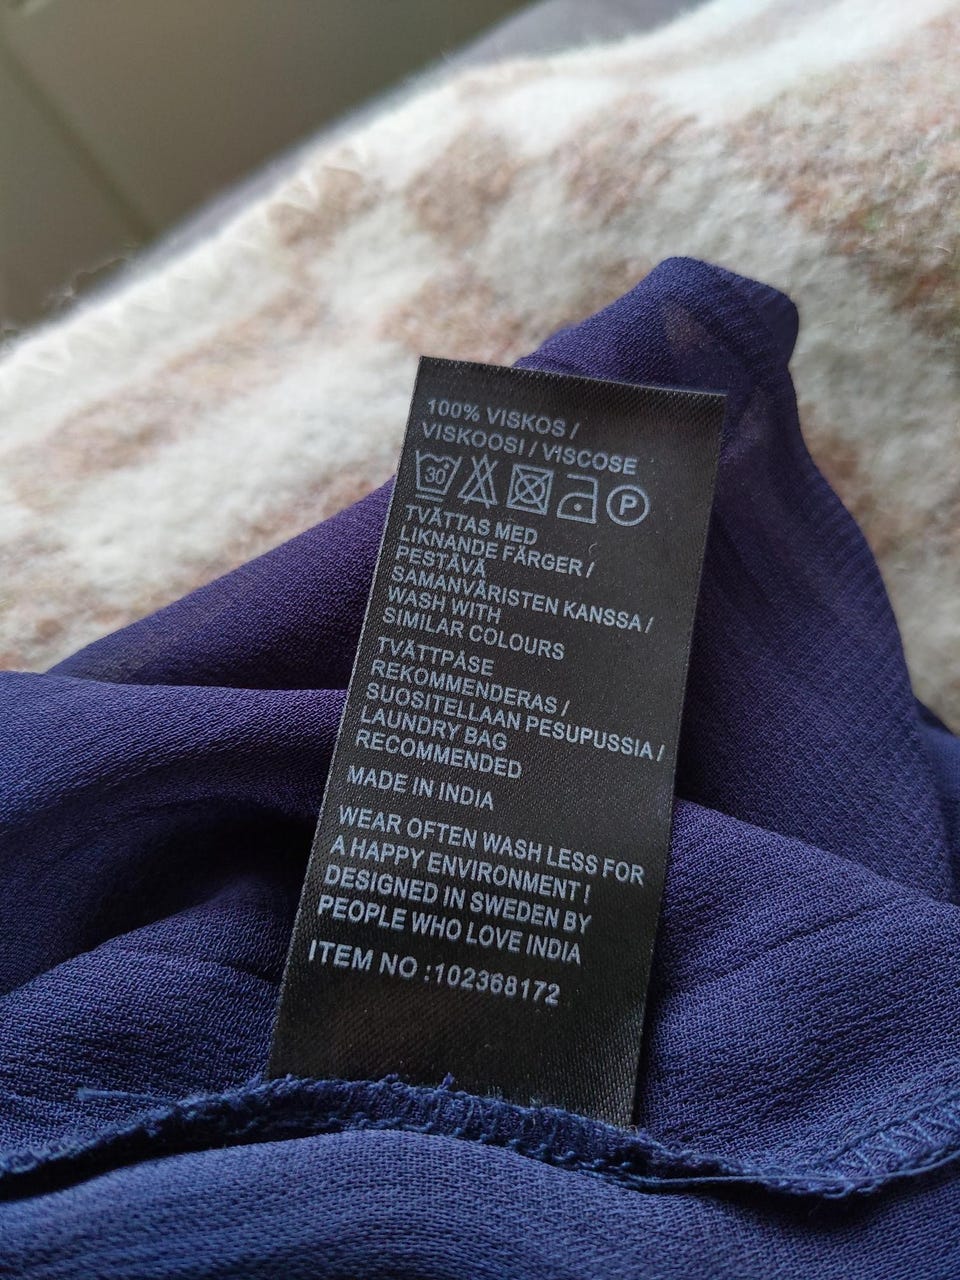 100% VISKOS /
VISKOOSI / VISCOSE
30 P
TVÄTTAS MED
LIKNANDE FÄRGER /
PESTÄVÄ
SAMANVÄRISTEN KANSSA /
WASH WITH
SIMILAR COLOURS
TVÄTTPÅSE
REKOMMENDERAS /
SUOSITELLAAN PESUPUSSIA /
LAUNDRY BAG
RECOMMENDED
MADE IN INDIA
WEAR OFTEN WASH LESS FOR
A HAPPY ENVIRONMENT !
DESIGNED IN SWEDEN BY
PEOPLE WHO LOVE INDIA
ITEM NO :102368172